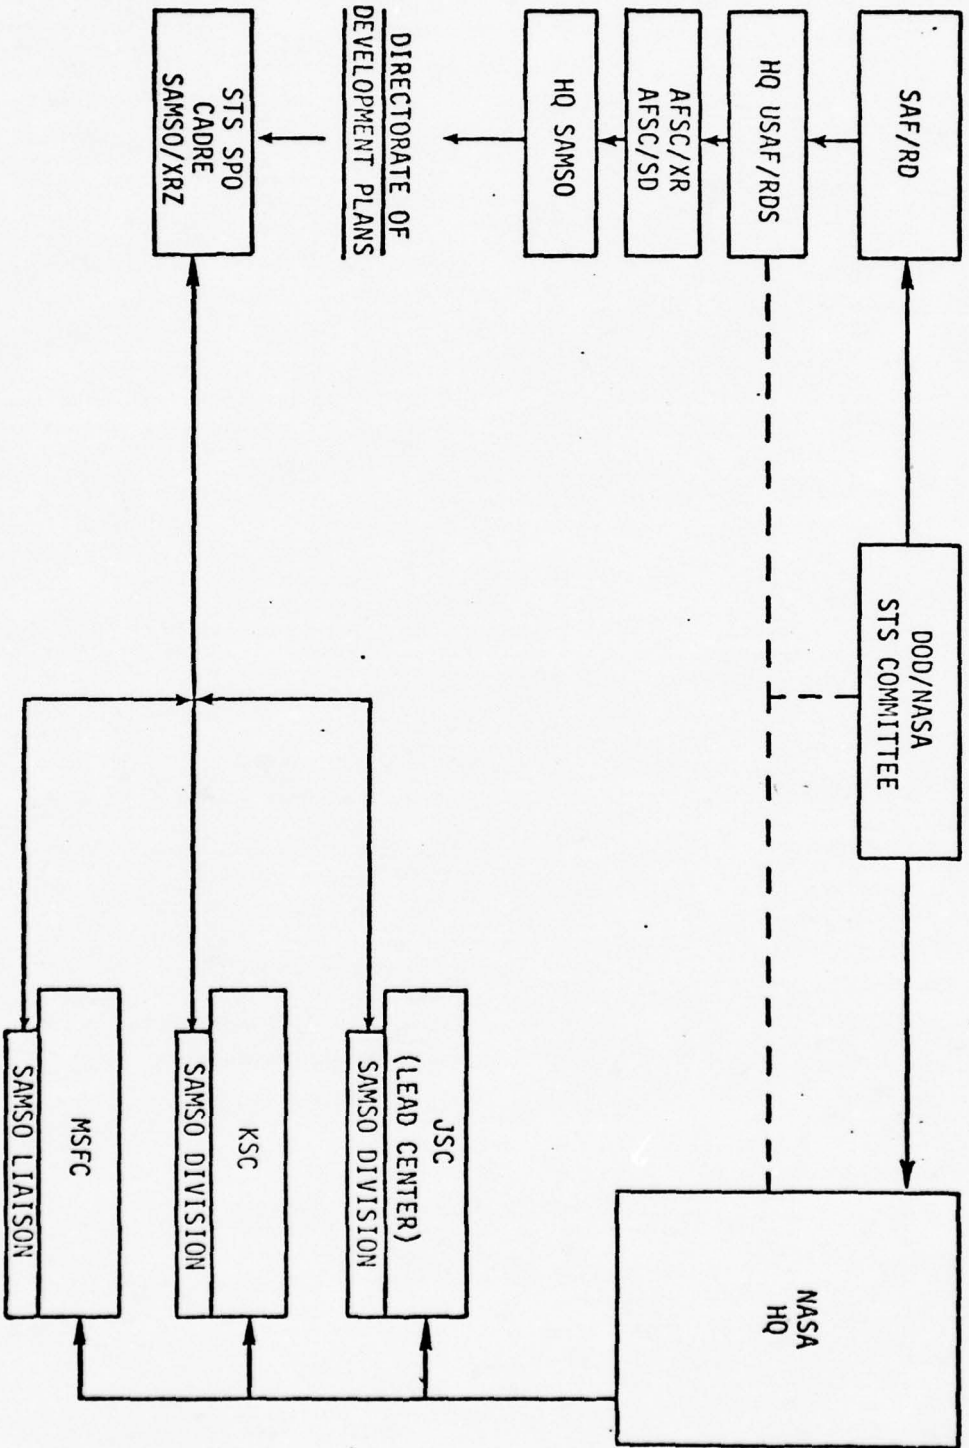 SAF/RD
DOD/NASA
STS COMMITTEE
NASA
HQ
HQ USAF/RDS
AFSC/XR
AFSC/SD
HQ SAMSO
DIRECTORATE OF
DEVELOPMENT PLANS
STS SPO
CADRE
SAMSO/XRZ
JSC
(LEAD CENTER)
SAMSO DIVISION
KSC
SAMSO DIVISION
MSFC
SAMSO LIAISON